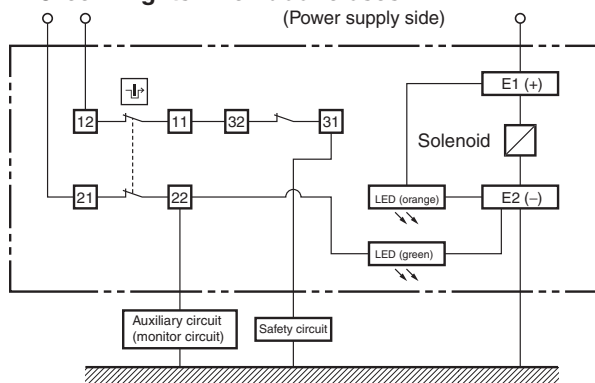 (Power supply side)
E1 (+)
12
11
32
31
Solenoid
21
22
LED (orange)
E2 (−)
LED (green)
Auxiliary circuit
(monitor circuit)
Safety circuit